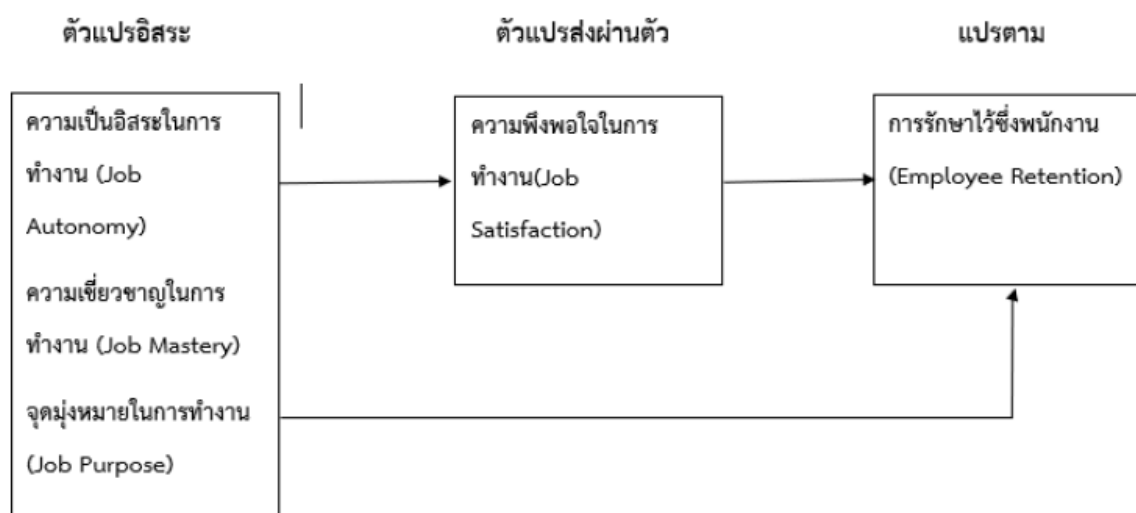 ตัวแปรอิสระ
ตัวแปรส่งผ่านตัว
แปรตาม
ความเป็นอิสระในการ
ทำงาน (Job
Autonomy)
ความเชี่ยวชาญในการ
ทำงาน (Job Mastery)
จุดมุ่งหมายในการทำงาน
(Job Purpose)
ความพึงพอใจในการ
ทำงาน(Job
Satisfaction)
การรักษาไว้ซึ่งพนักงาน
(Employee Retention)